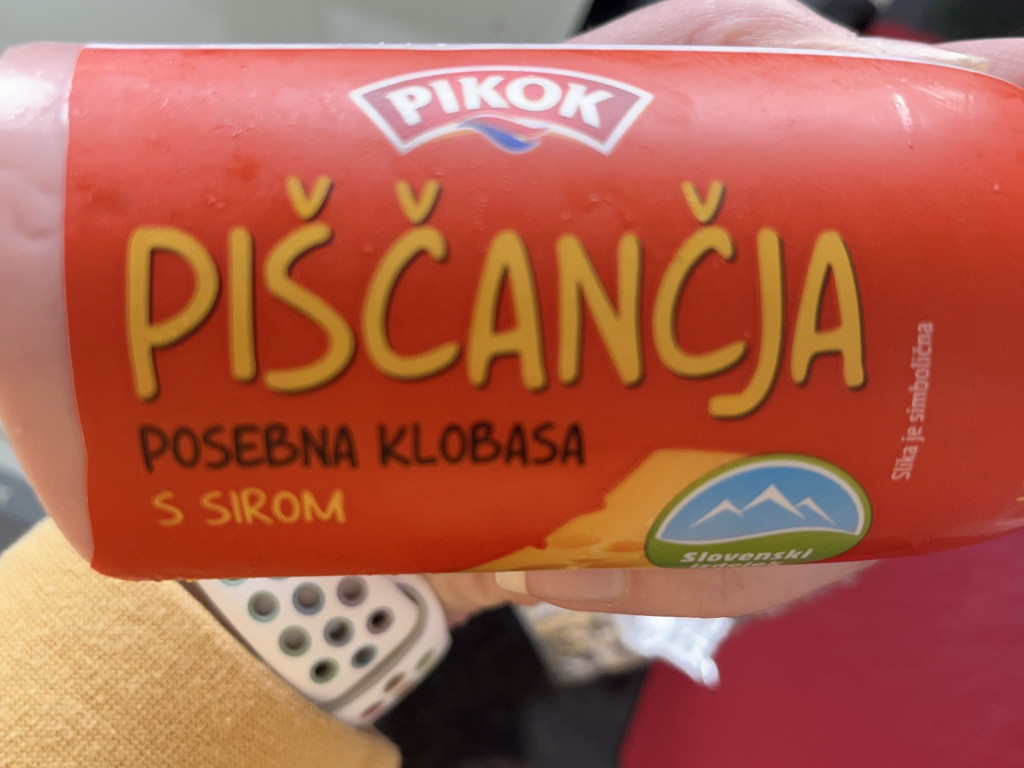 PIKOK
PIŠČANČJA
POSEBNA KLOBASA
S SIROM
Slika je simbolična
Slovenski